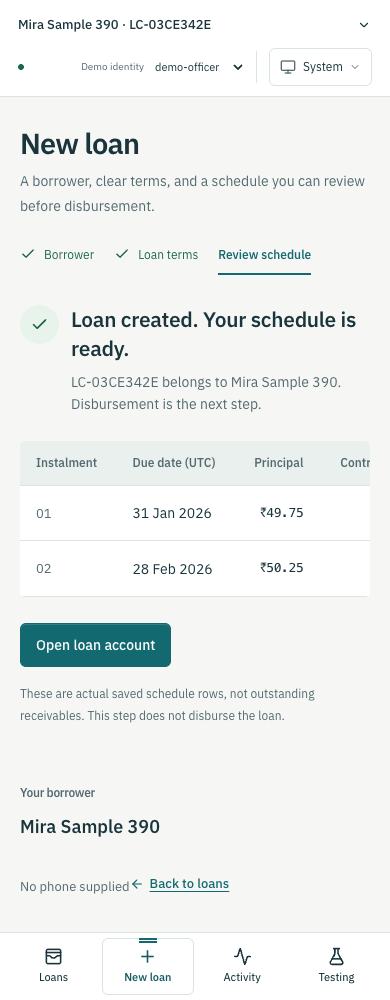 Mira Sample 390 · LC-03CE342E
Demo identity demo-officer System
New loan
A borrower, clear terms, and a schedule you can review
before disbursement.
Borrower Loan terms Review schedule
Loan created. Your schedule is
ready.
LC-03CE342E belongs to Mira Sample 390.
Disbursement is the next step.
Instalment Due date (UTC) Principal Contr
01 31 Jan 2026 ₹49.75
02 28 Feb 2026 ₹50.25
Open loan account
These are actual saved schedule rows, not outstanding
receivables. This step does not disburse the loan.
Your borrower
Mira Sample 390
No phone supplied ← Back to loans
Loans New loan Activity Testing